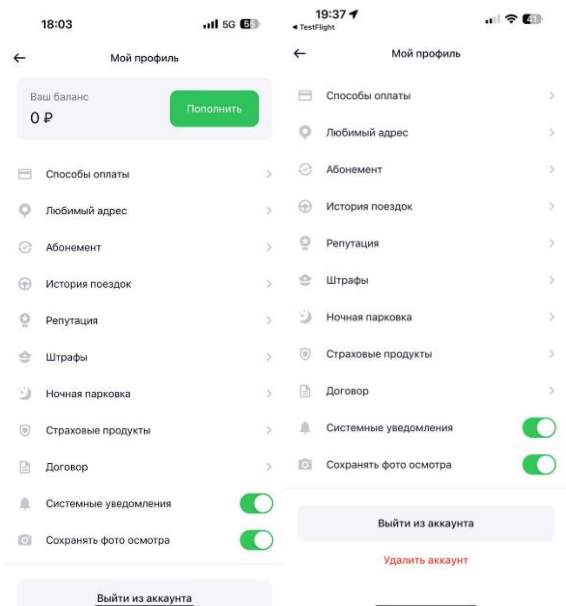 18:03
5G 55
Мой профиль
Ваш баланс
0 ₽
Пополнить
Способы оплаты
Любимый адрес
Абонемент
История поездок
Репутация
Штрафы
Ночная парковка
Страховые продукты
Договор
Системные уведомления
Сохранять фото осмотра
Выйти из аккаунта
19:37
41
◂ TestFlight
Мой профиль
Способы оплаты
Любимый адрес
Абонемент
История поездок
Репутация
Штрафы
Ночная парковка
Страховые продукты
Договор
Системные уведомления
Сохранять фото осмотра
Выйти из аккаунта
Удалить аккаунт